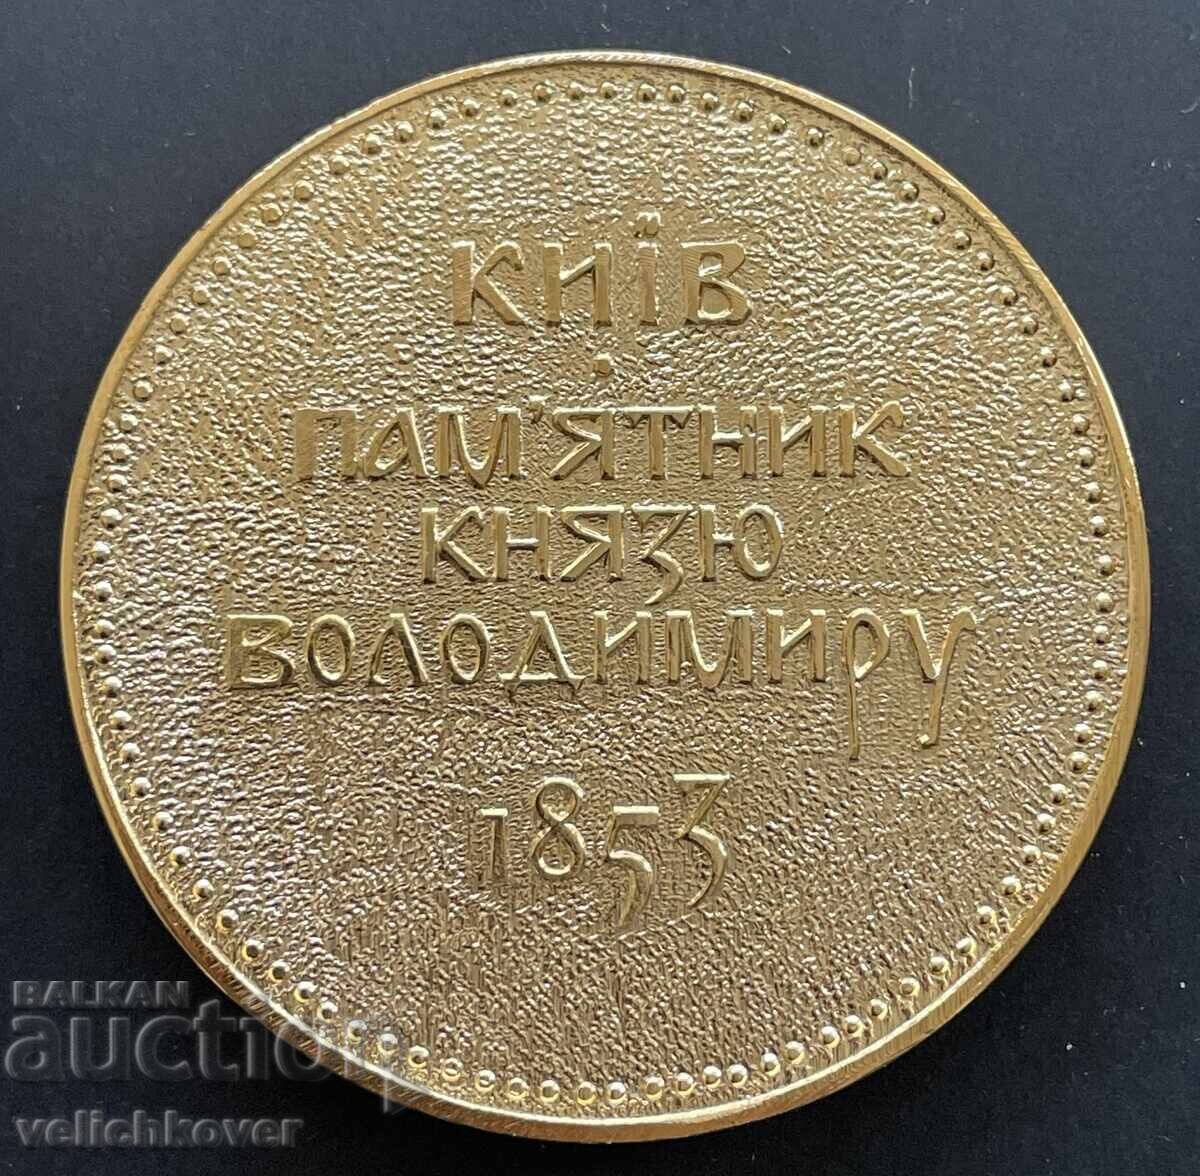 КИЇВ
ПАМ'ЯТНИК
КНЯЗЮ
ВОЛОДИМИРУ
1853
BALKAN
auction
velichkover